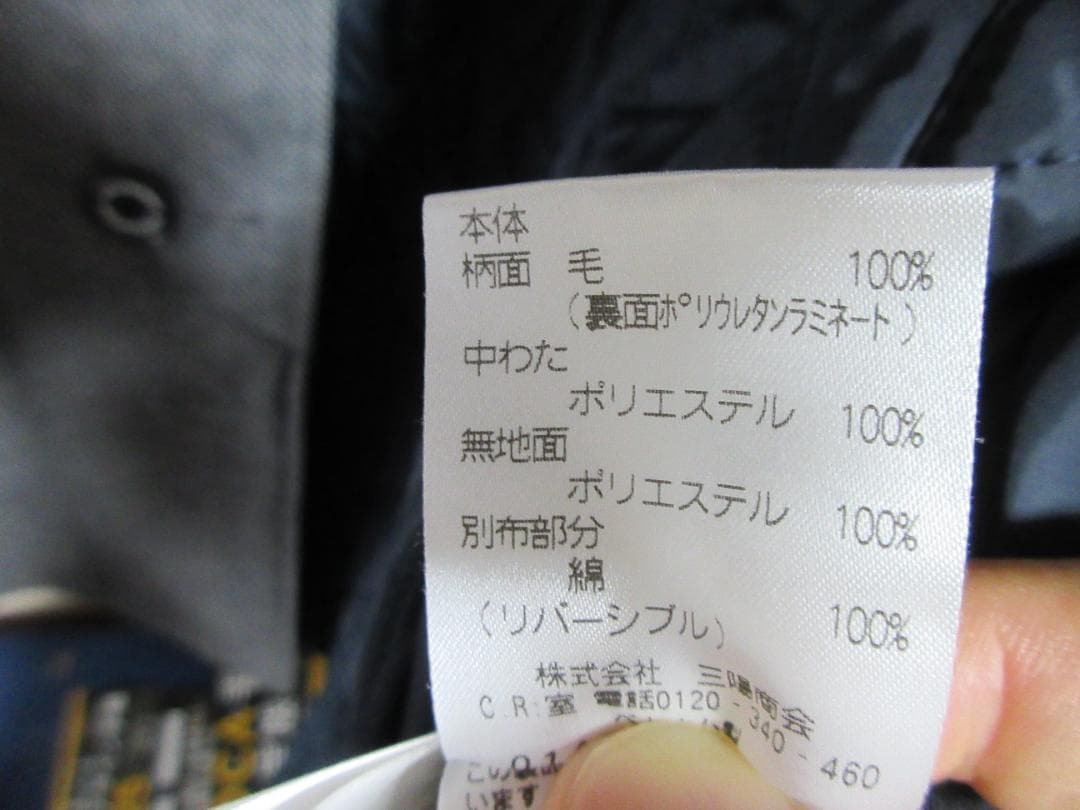 本体
柄面 毛 100%
(裏面ポリウレタンラミネート)
中わた
ポリエステル 100%
無地面
ポリエステル 100%
別布部分
綿 100%
(リバーシブル)
株式会社 三陽商会
C.R.室 電話0120-340-460
います